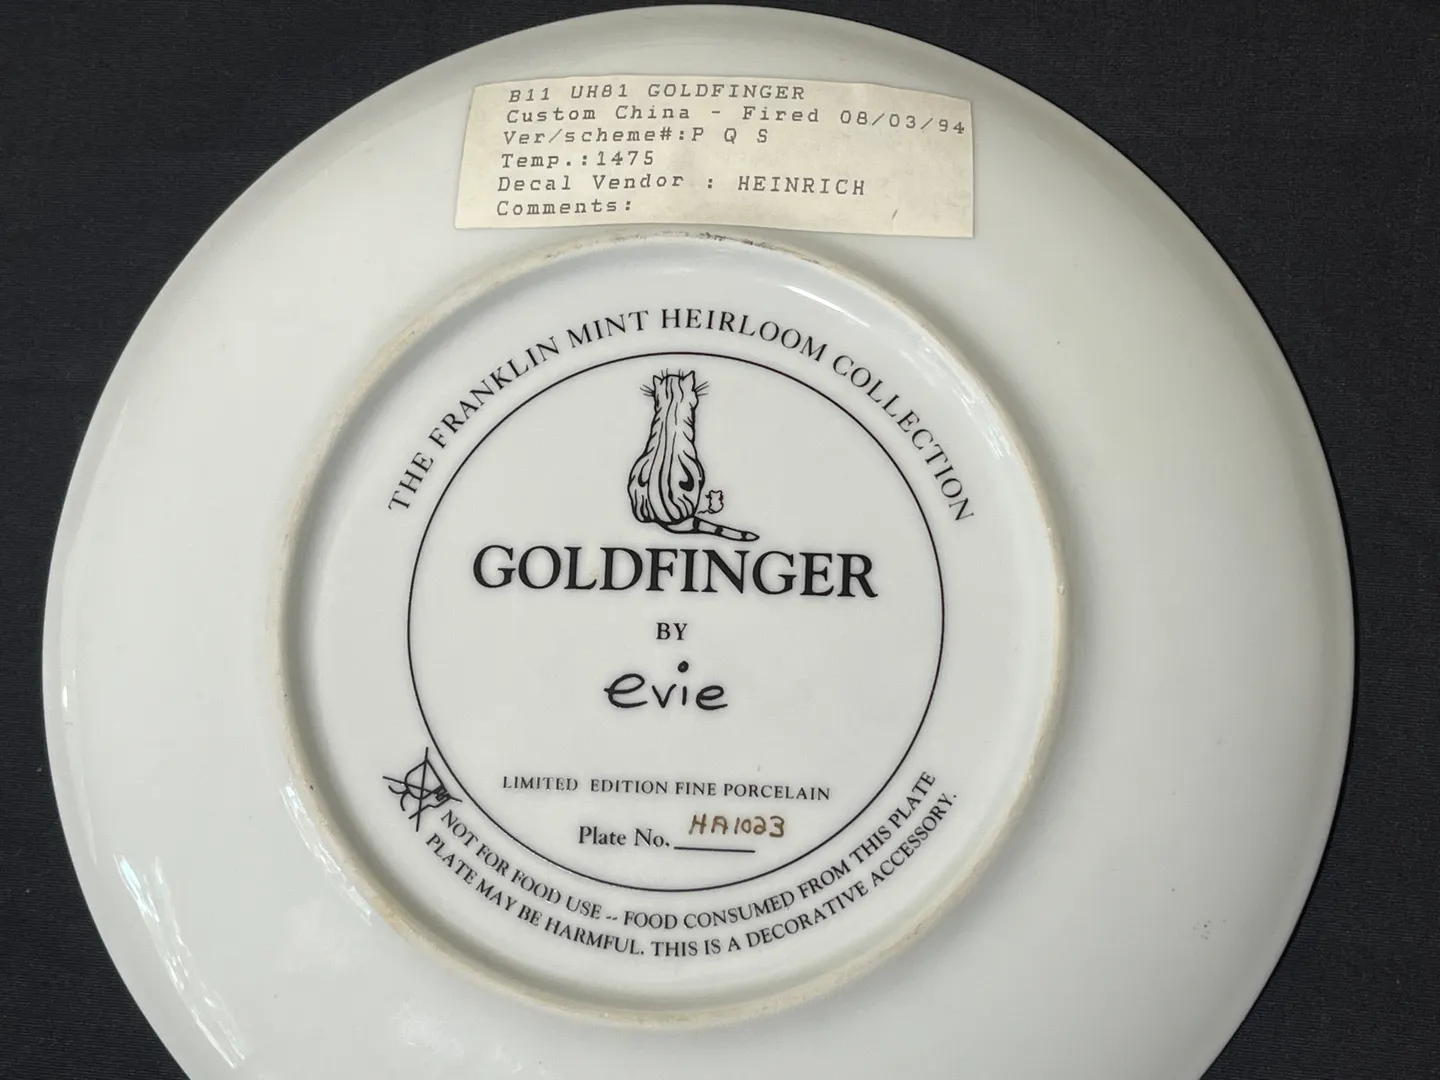 B11 UH81 GOLDFINGER
Custom China - Fired 08/03/94
Ver/scheme#:P Q S
Temp.:1475
Decal Vendor : HEINRICH
Comments:
THE FRANKLIN MINT HEIRLOOM COLLECTION
GOLDFINGER
BY
evie
LIMITED EDITION FINE PORCELAIN
Plate No. HA1023
NOT FOR FOOD USE -- FOOD CONSUMED FROM THIS PLATE
PLATE MAY BE HARMFUL. THIS IS A DECORATIVE ACCESSORY.